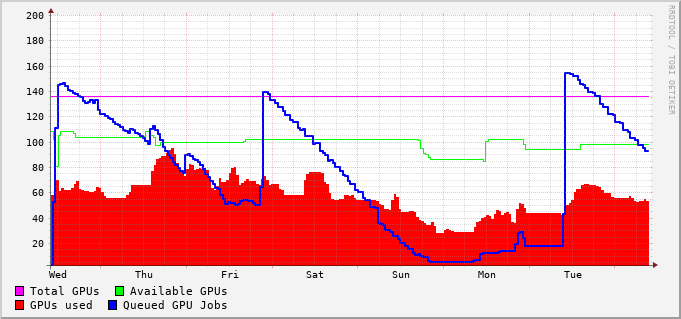 200
180
160
140
120
100
80
60
40
20
Wed Thu Fri Sat Sun Mon Tue
Total GPUs Available GPUs
GPUs used Queued GPU Jobs
RRDTOOL / TOBI OETIKER